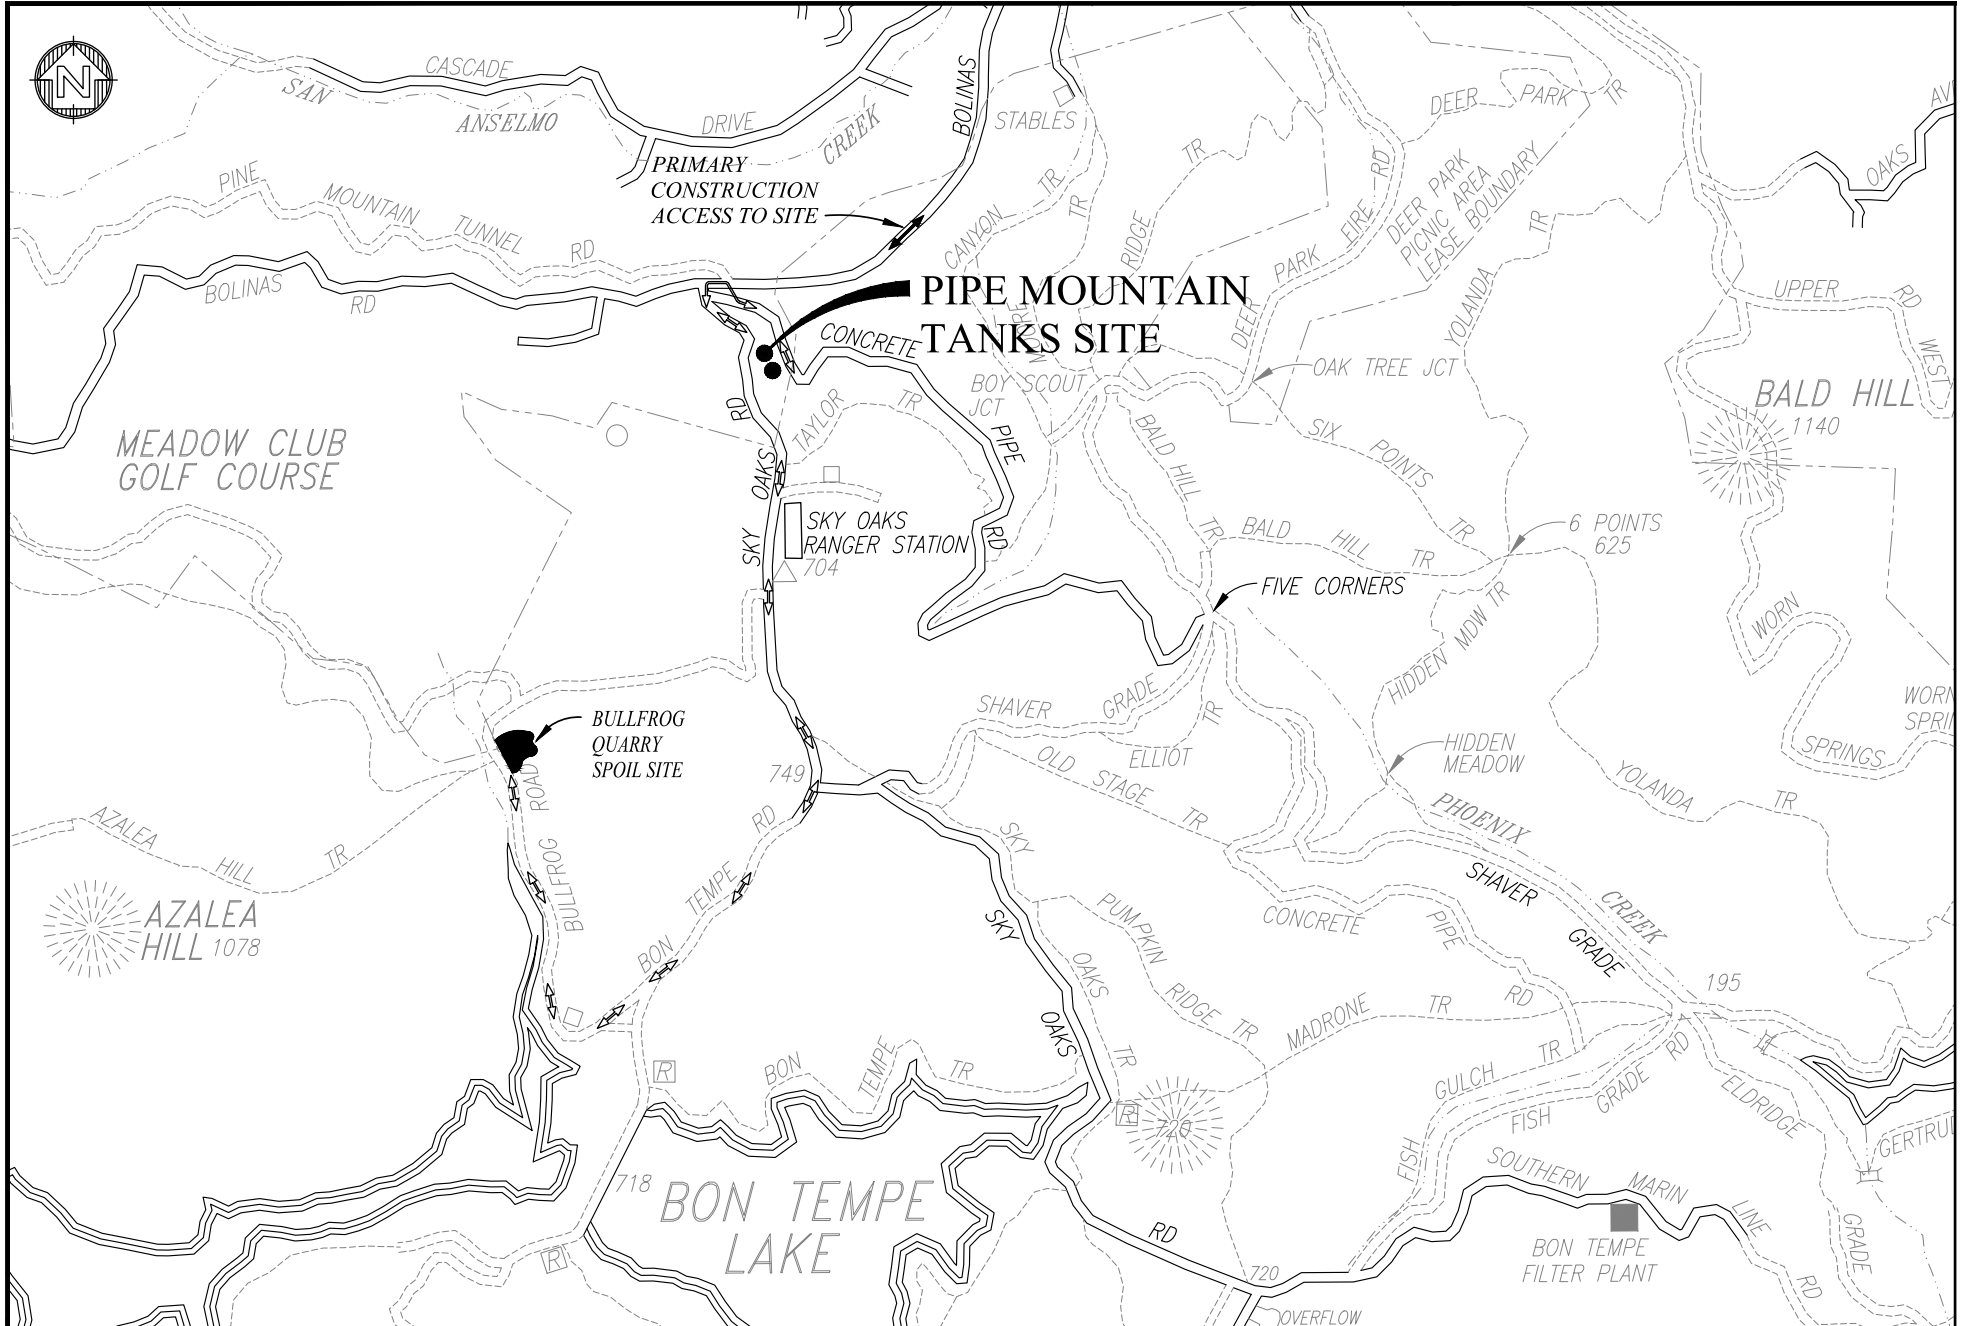 N
CASCADE
DRIVE
SAN
ANSELMO
CREEK
BOLINAS
STABLES
DEER
PARK
TR
AV
OAKS
PRIMARY
CONSTRUCTION
ACCESS TO SITE
PINE
MOUNTAIN
TUNNEL
RD
BOLINAS
RD
CANYON
TR
TR
RIDGE
TR
DEER
PARK
EIRE
RD
DEER PARK
PICNIC AREA
LEASE BOUNDARY
YOLANDA
TR
UPPER
RD
WEST
PIPE MOUNTAIN
TANKS SITE
CONCRETE
PIPE
RD
BOY SCOUT
JCT
OAK TREE JCT
BALD HILL
1140
MEADOW CLUB
GOLF COURSE
RD
OAKS
SKY
TAYLOR
TR
SIX
POINTS
TR
BALD HILL
TR
BALD
HILL
TR
6 POINTS
625
SKY OAKS
RANGER STATION
704
FIVE CORNERS
HIDDEN MDW TR
WORN
SPRINGS
WORN
SPRI
BULLFROG
QUARRY
SPOIL SITE
SHAVER
GRADE
TR
ELLIOT
OLD
STAGE
TR
HIDDEN
MEADOW
YOLANDA
TR
749
BULLFROG
ROAD
AZALEA
HILL
TR
AZALEA
HILL 1078
BON
TEMPE
RD
SKY
OAKS
TR
SKY
OAKS
RD
PUMPKIN
RIDGE
TR
PHOENIX
CREEK
SHAVER
GRADE
CONCRETE
PIPE
RD
MADRONE
TR
195
BON
TEMPE
TR
R
R
R
720
GULCH
TR
FISH
FISH
GRADE
RD
ELDRIDGE
GRADE
RD
GERTRUD
718
BON TEMPE
LAKE
SOUTHERN
MARIN
LINE
BON TEMPE
FILTER PLANT
720
OVERFLOW